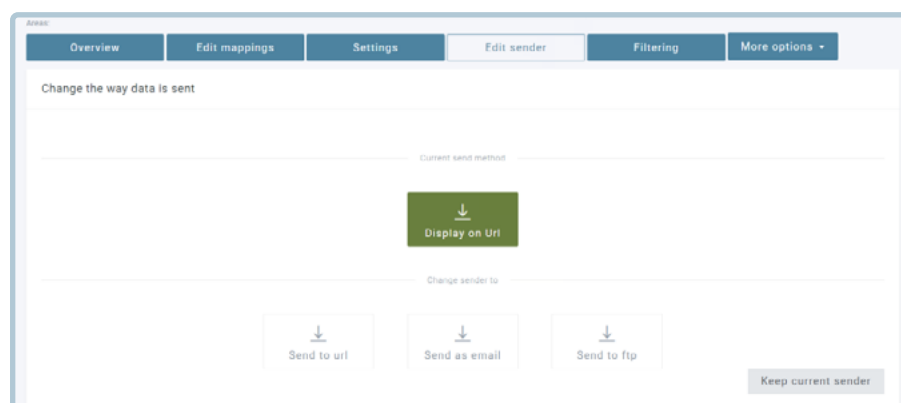 Areas:
Overview Edit mappings Settings Edit sender Filtering More options
Change the way data is sent
Current send method
Display on Url
Change sender to
Send to url Send as email Send to ftp
Keep current sender